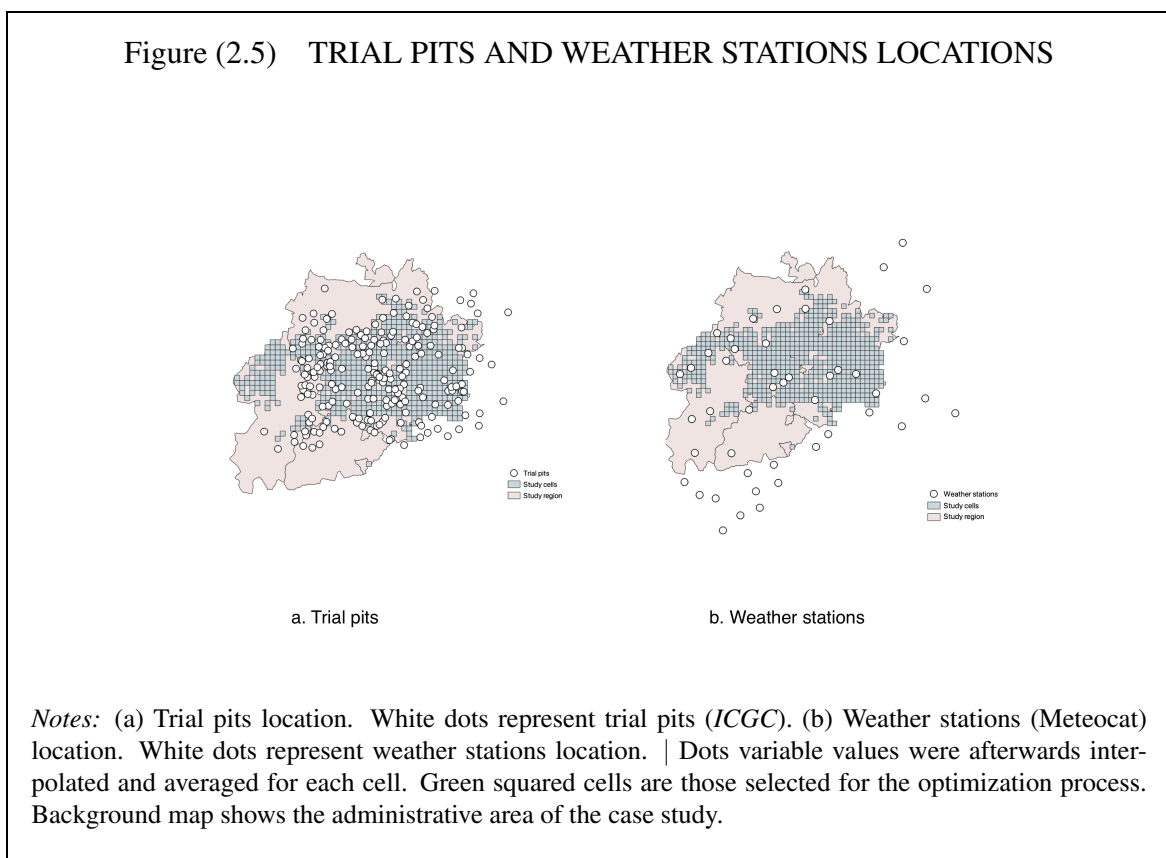 Figure (2.5) TRIAL PITS AND WEATHER STATIONS LOCATIONS
Trial pits
Study cells
Study region
Weather stations
Study cells
Study region
a. Trial pits
b. Weather stations
Notes: (a) Trial pits location. White dots represent trial pits (ICGC). (b) Weather stations (Meteocat)
location. White dots represent weather stations location. | Dots variable values were afterwards inter-
polated and averaged for each cell. Green squared cells are those selected for the optimization process.
Background map shows the administrative area of the case study.